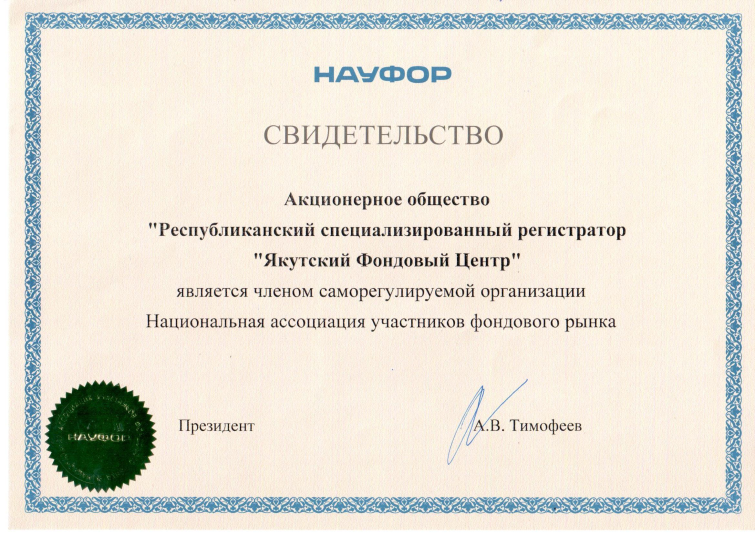 НАУФОР
СВИДЕТЕЛЬСТВО
Акционерное общество
"Республиканский специализированный регистратор
"Якутский Фондовый Центр"
является членом саморегулируемой организации
Национальная ассоциация участников фондового рынка
Президент
А.В. Тимофеев
НАУФОР